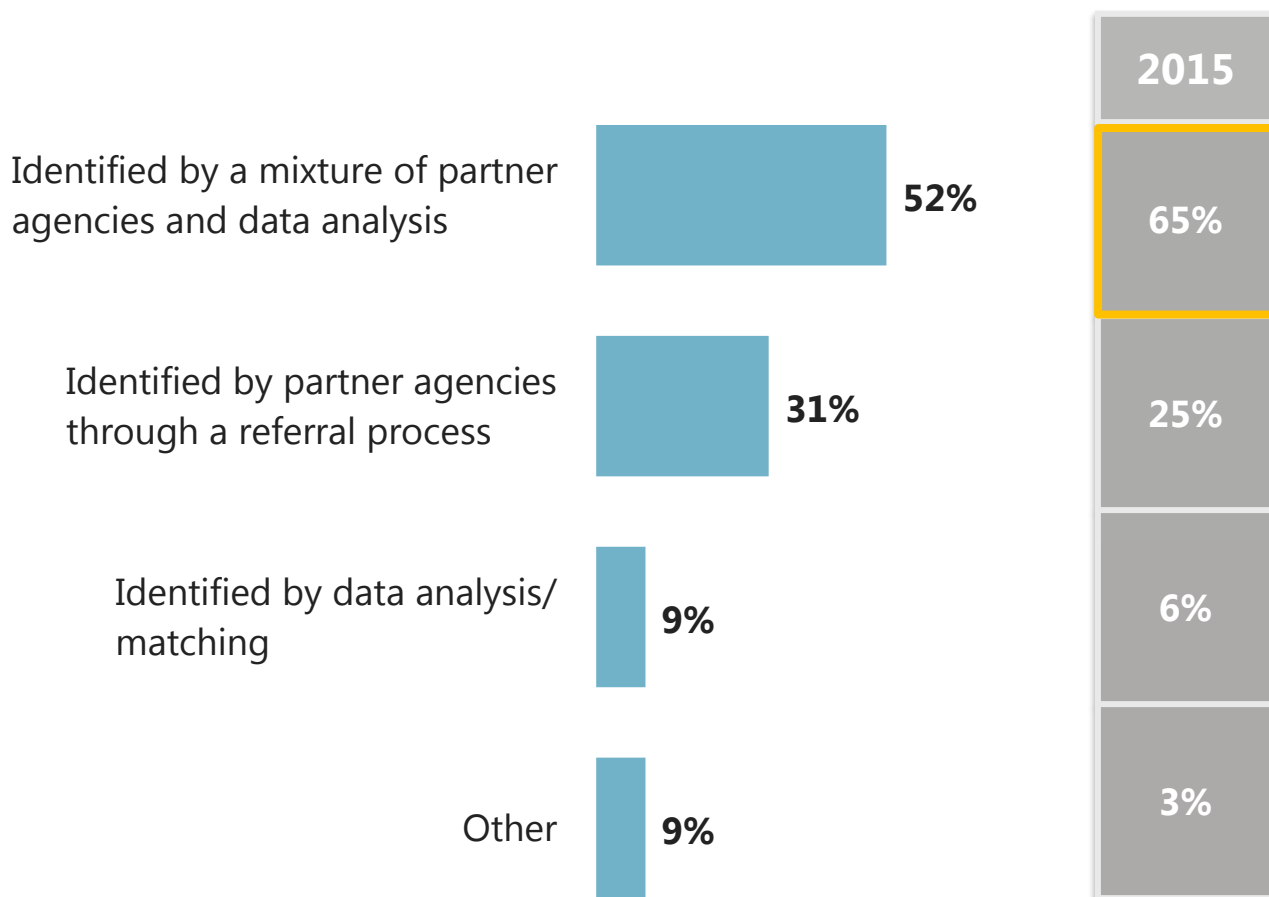 2015
Identified by a mixture of partner
agencies and data analysis
52%
65%
Identified by partner agencies
through a referral process
31%
25%
Identified by data analysis/
matching
9%
6%
Other
9%
3%